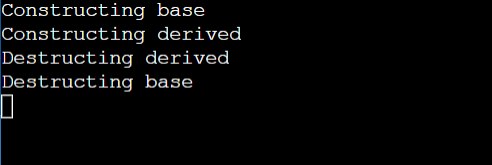 Constructing base
Constructing derived
Destructing derived
Destructing base